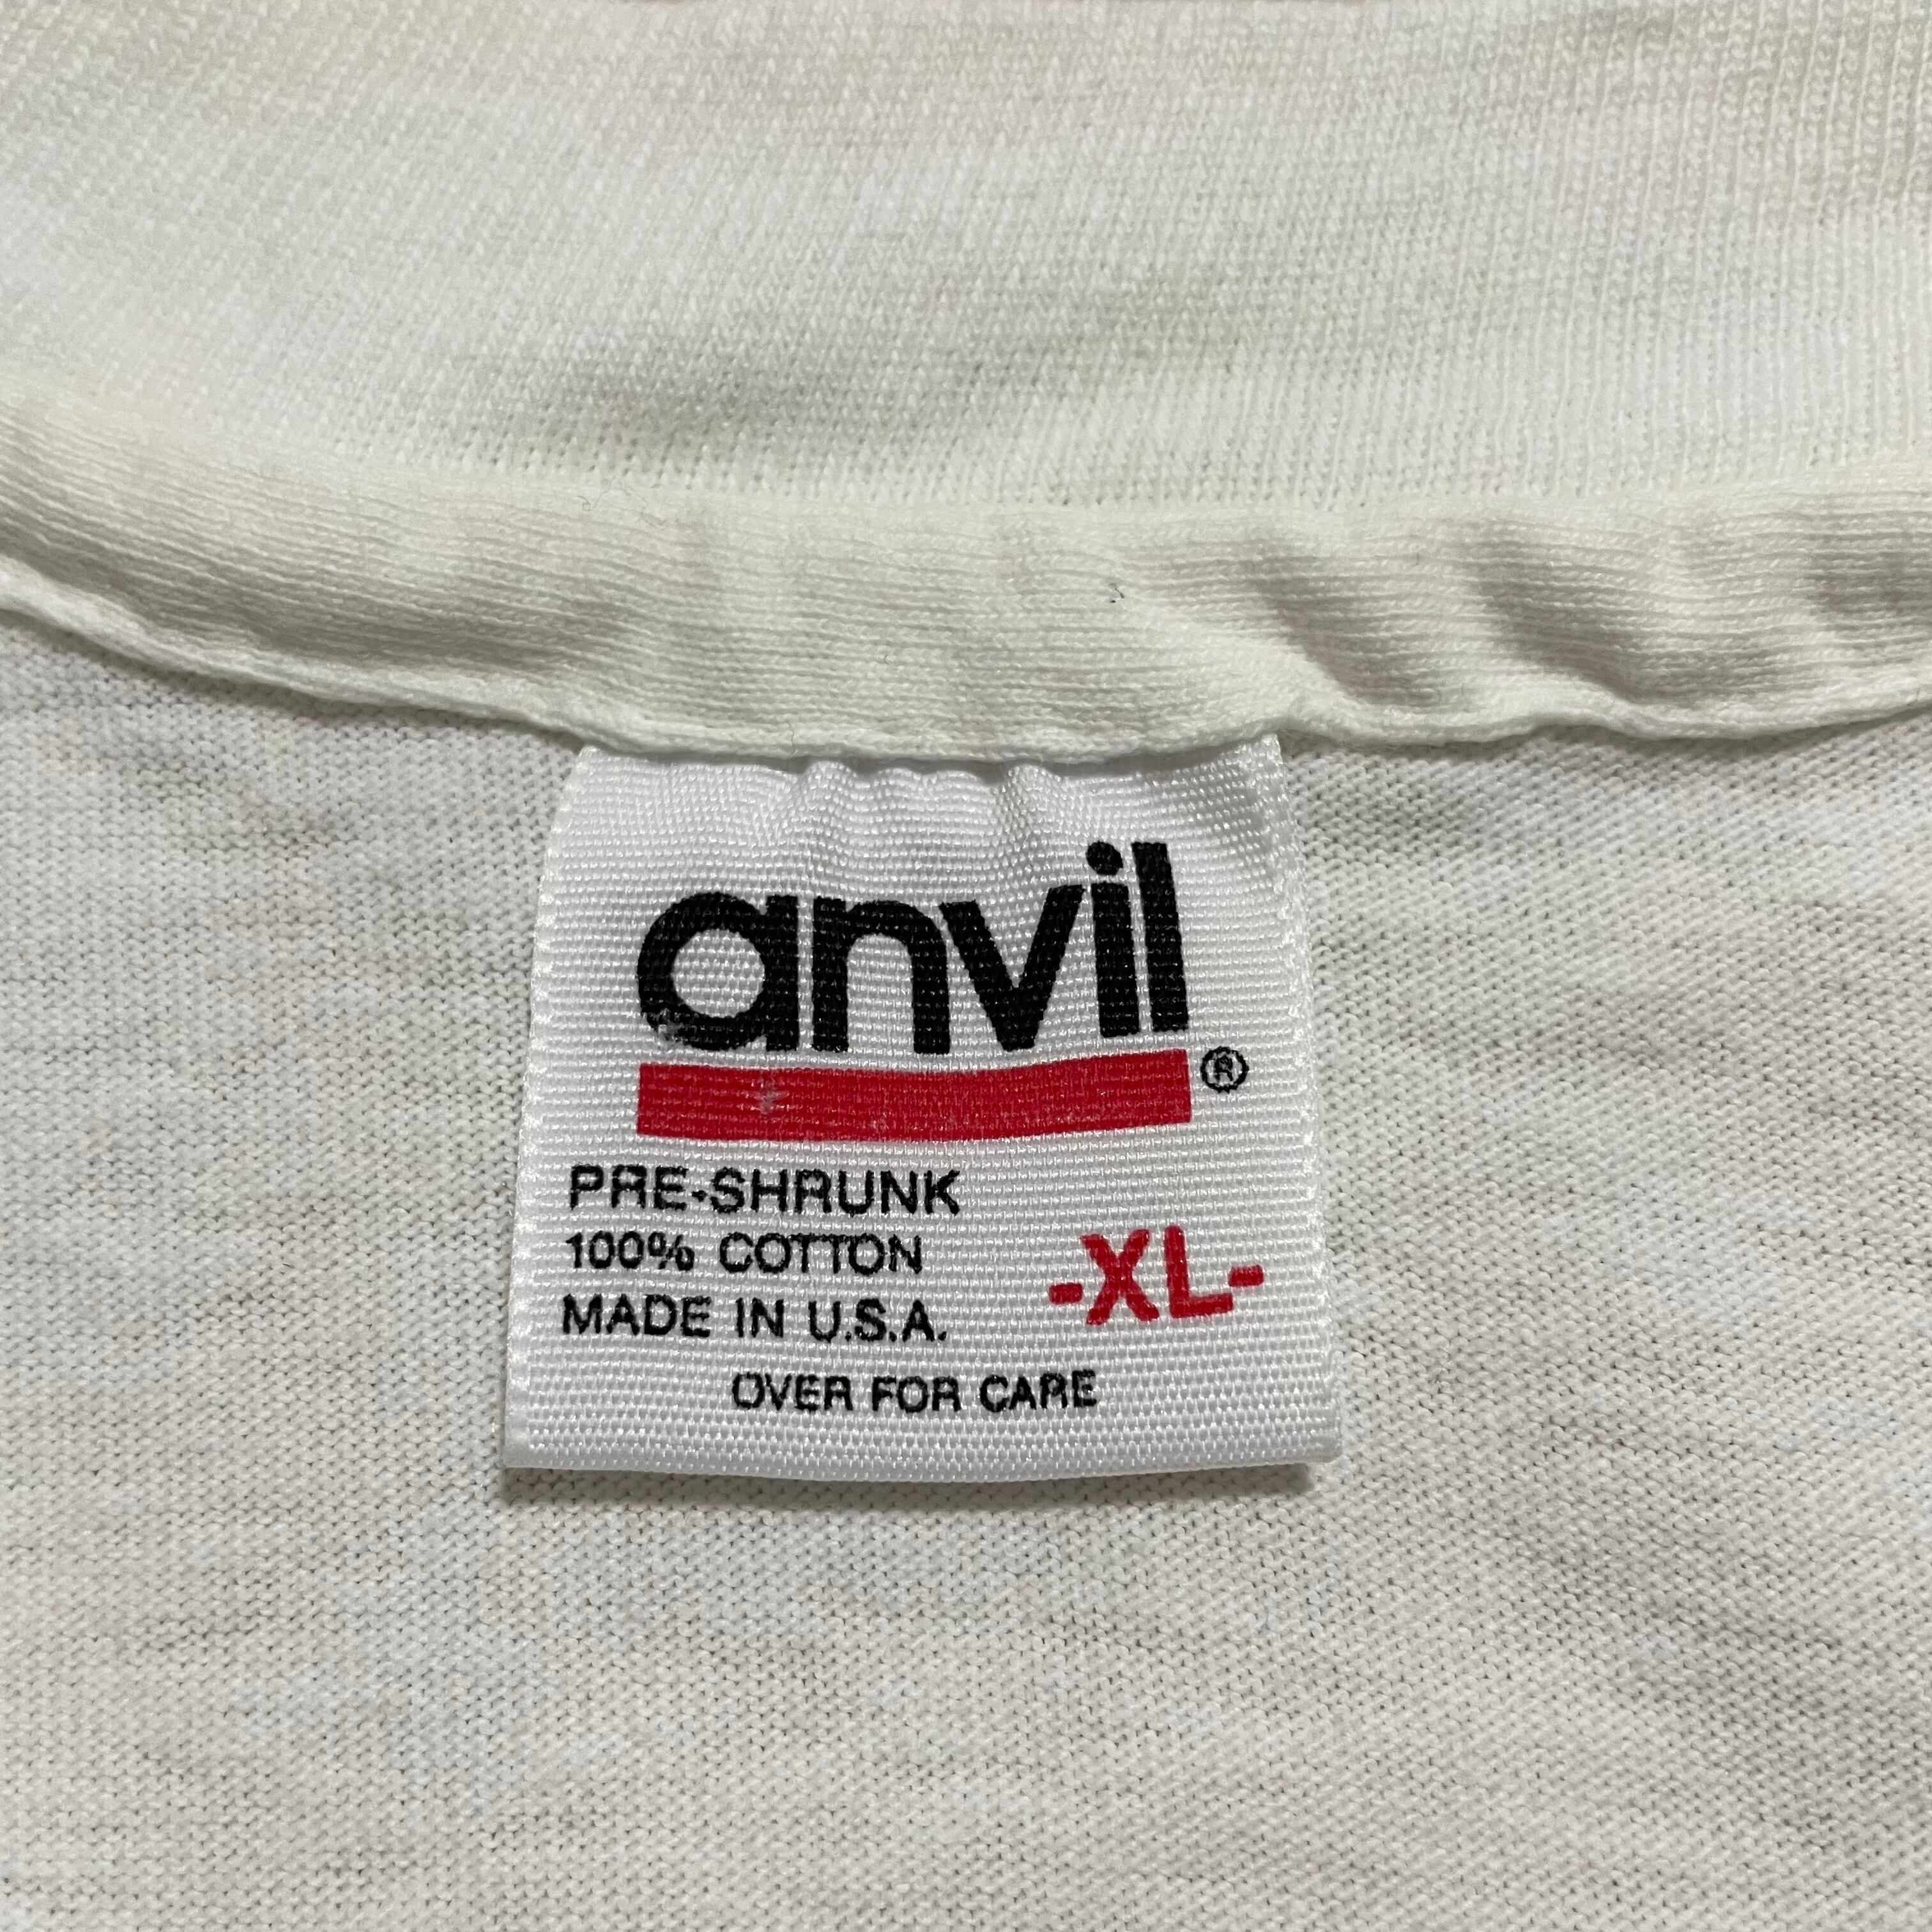 anvil®
PRE-SHRUNK
100% COTTON
MADE IN U.S.A.
-XL-
OVER FOR CARE